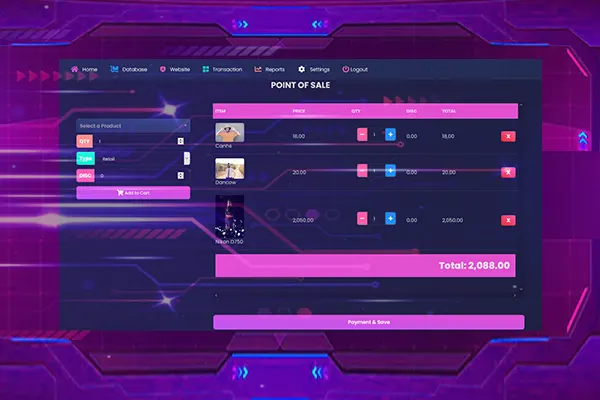 Home Database Website Transaction Reports Settings Logout
POINT OF SALE
Select a Product
QTY 1
Type Retail
DISC 0
Add to Cart
ITEM PRICE QTY DISC TOTAL
18.00 - 1 + 0.00 18.00 X
Canhs
20.00 - 1 + 0.00 20.00 X
Dancow
2,050.00 - 1 + 0.00 2,050.00 X
Nikon D750
Total: 2,088.00
Payment & Save